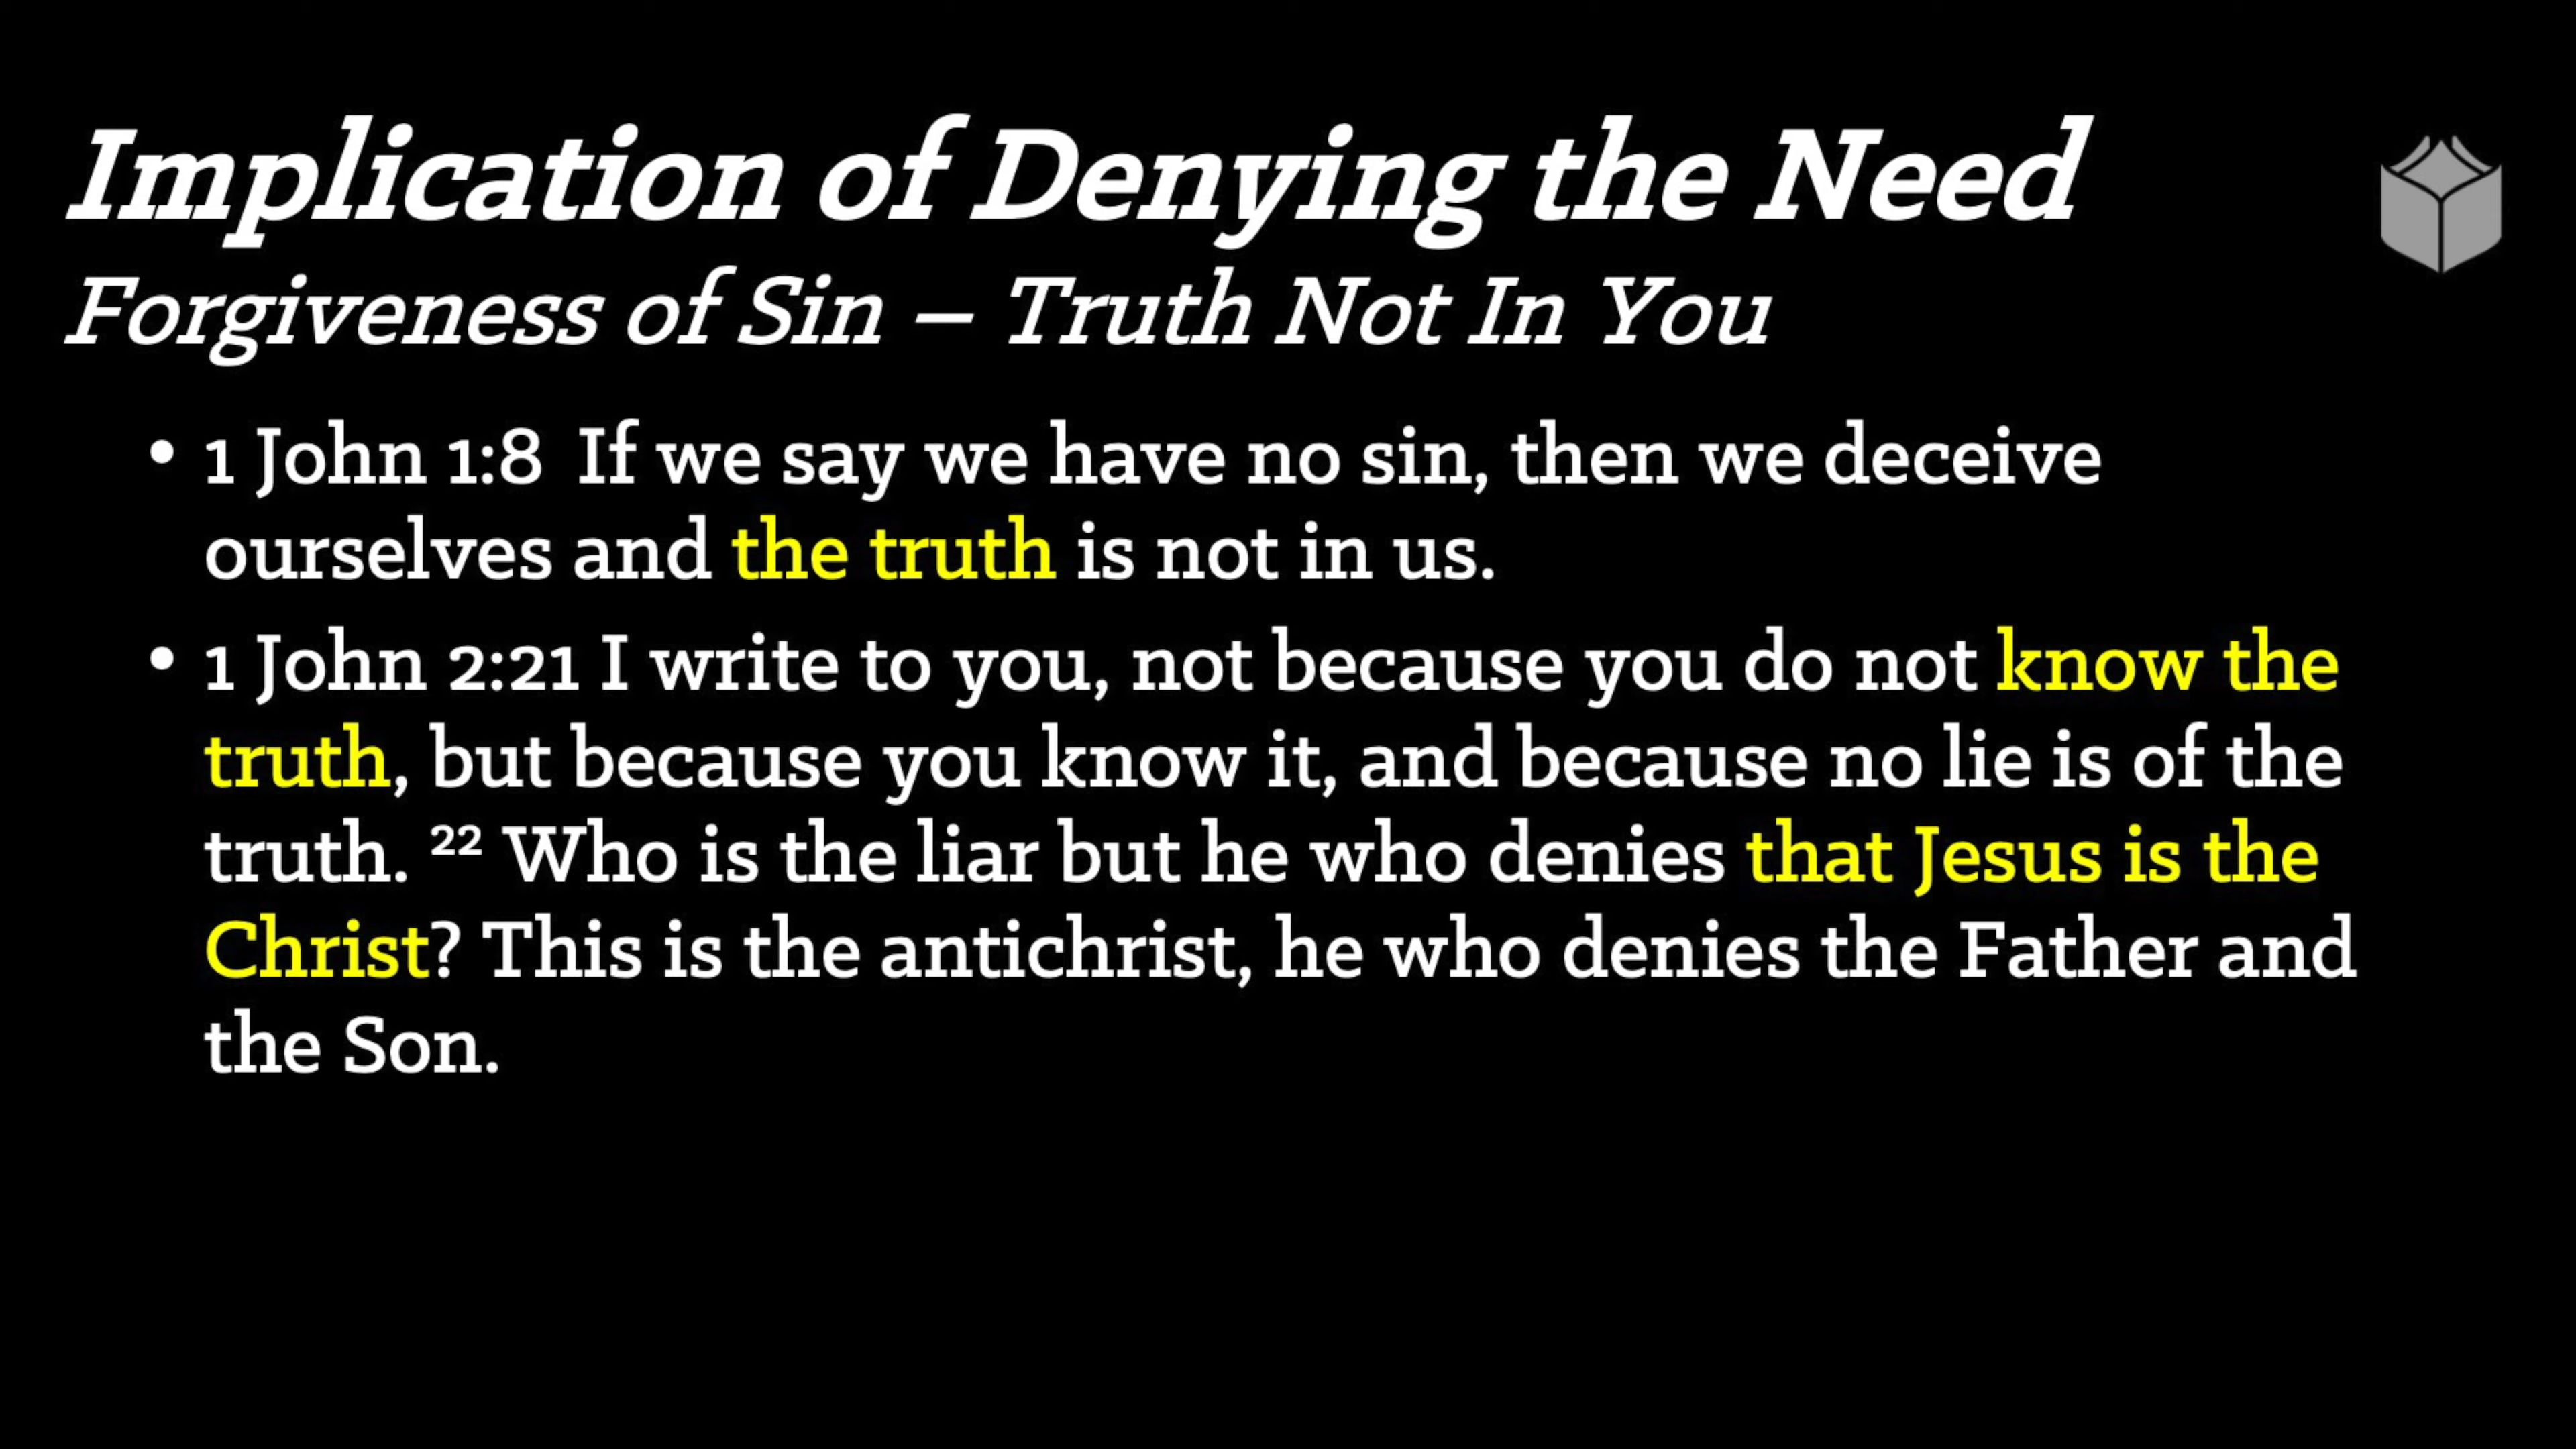 Implication of Denying the Need
Forgiveness of Sin – Truth Not In You
• 1 John 1:8  If we say we have no sin, then we deceive
ourselves and the truth is not in us.
• 1 John 2:21 I write to you, not because you do not know the
truth, but because you know it, and because no lie is of the
truth. ²² Who is the liar but he who denies that Jesus is the
Christ? This is the antichrist, he who denies the Father and
the Son.